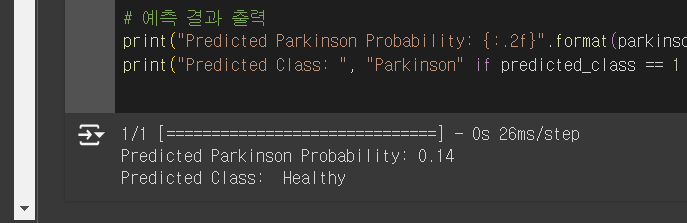 # 예측 결과 출력
print("Predicted Parkinson Probability: {:.2f}".format(parkinso
print("Predicted Class: ", "Parkinson" if predicted_class == 1
1/1 [==============================] - 0s 26ms/step
Predicted Parkinson Probability: 0.14
Predicted Class:  Healthy